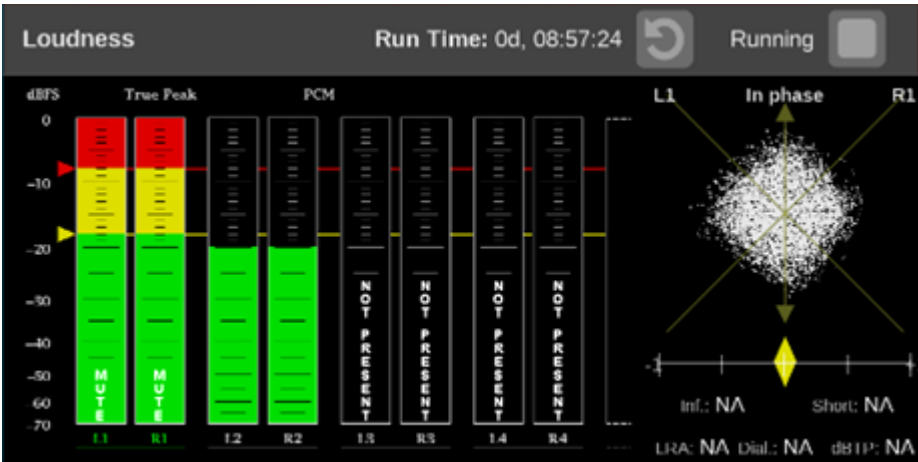 Loudness
Run Time: 0d, 08:57:24
Running
dBFS
True Peak
PCM
0
-10
-20
-30
-40
-50
-60
-70
MUTE
MUTE
NOT PRESENT
NOT PRESENT
NOT PRESENT
NOT PRESENT
L1
R1
L2
R2
L3
R3
L4
R4
L1
In phase
R1
-1
Inf.: NA
Short: NA
LRA: NA Dial.: NA dBTP: NA